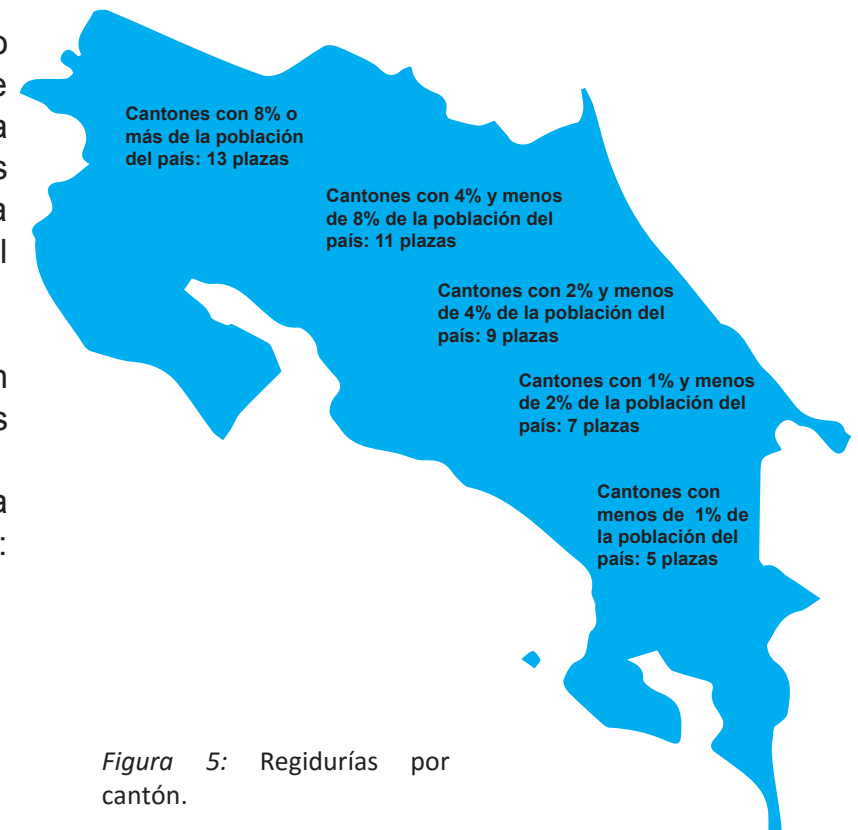 o
e
a
s
a
l
n
s
a
:
Cantones con 8% o
más de la población
del país: 13 plazas
Cantones con 4% y menos
de 8% de la población del
país: 11 plazas
Cantones con 2% y menos
de 4% de la población del
país: 9 plazas
Cantones con 1% y menos
de 2% de la población del
país: 7 plazas
Cantones con
menos de 1% de
la población del
país: 5 plazas
Figura 5: Regidurías por
cantón.